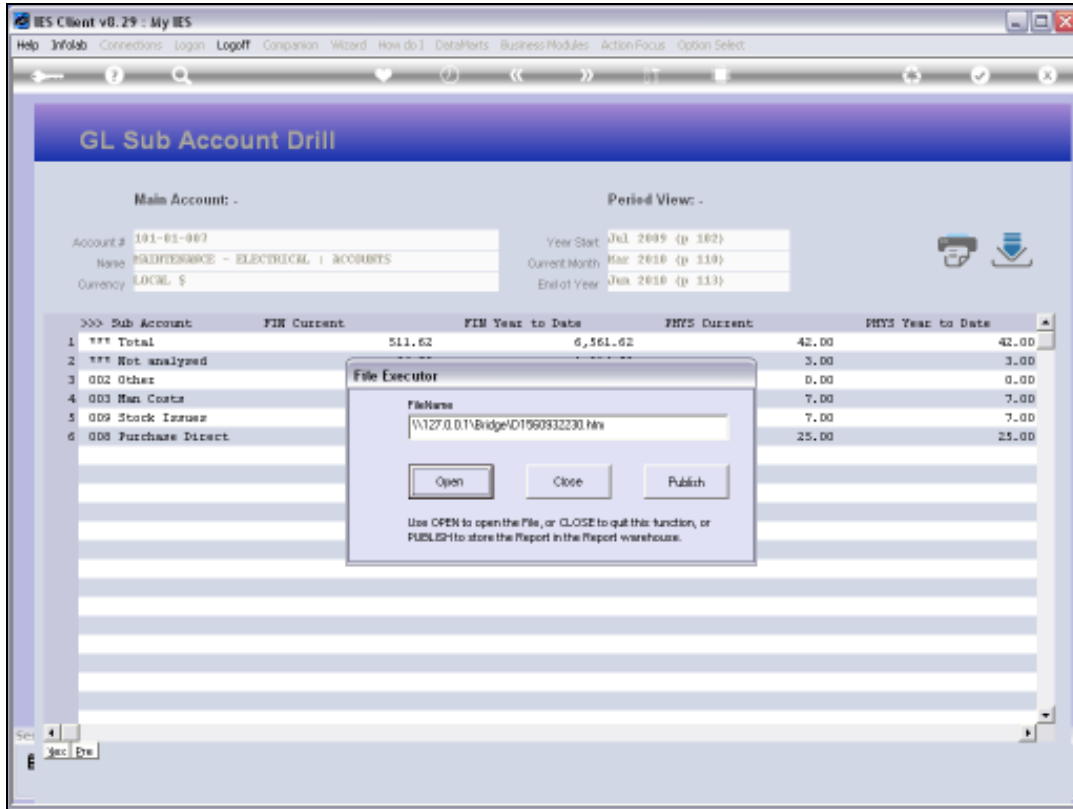 IES Client v8.29 : My IES
Help Infolab Connections Logon Logoff Companion Wizard How do I DataMarts Business Modules Action Focus Option Select
GL Sub Account Drill
Main Account: - Period View: -
Account # 101-01-007 Year Start Jul 2009 (p 102)
Name MAINTENANCE - ELECTRICAL | ACCOUNTS Current Month Mar 2010 (p 110)
Currency LOCAL $ End of Year Jun 2010 (p 113)
>>> Sub Account FIN Current FIN Year to Date PHYS Current PHYS Year to Date
1 *** Total 511.62 6,561.62 42.00 42.00
2 *** Not analyzed 3.00 3.00
3 002 Other 0.00 0.00
4 003 Man Costs 7.00 7.00
5 009 Stock Issues 7.00 7.00
6 008 Purchase Direct 25.00 25.00
File Executor
FileName
\\127.0.0.1\Bridge\D1560932230.htm
Open Close Publish
Use OPEN to open the File, or CLOSE to quit this function, or
PUBLISH to store the Report in the Report warehouse.
Nex Pre